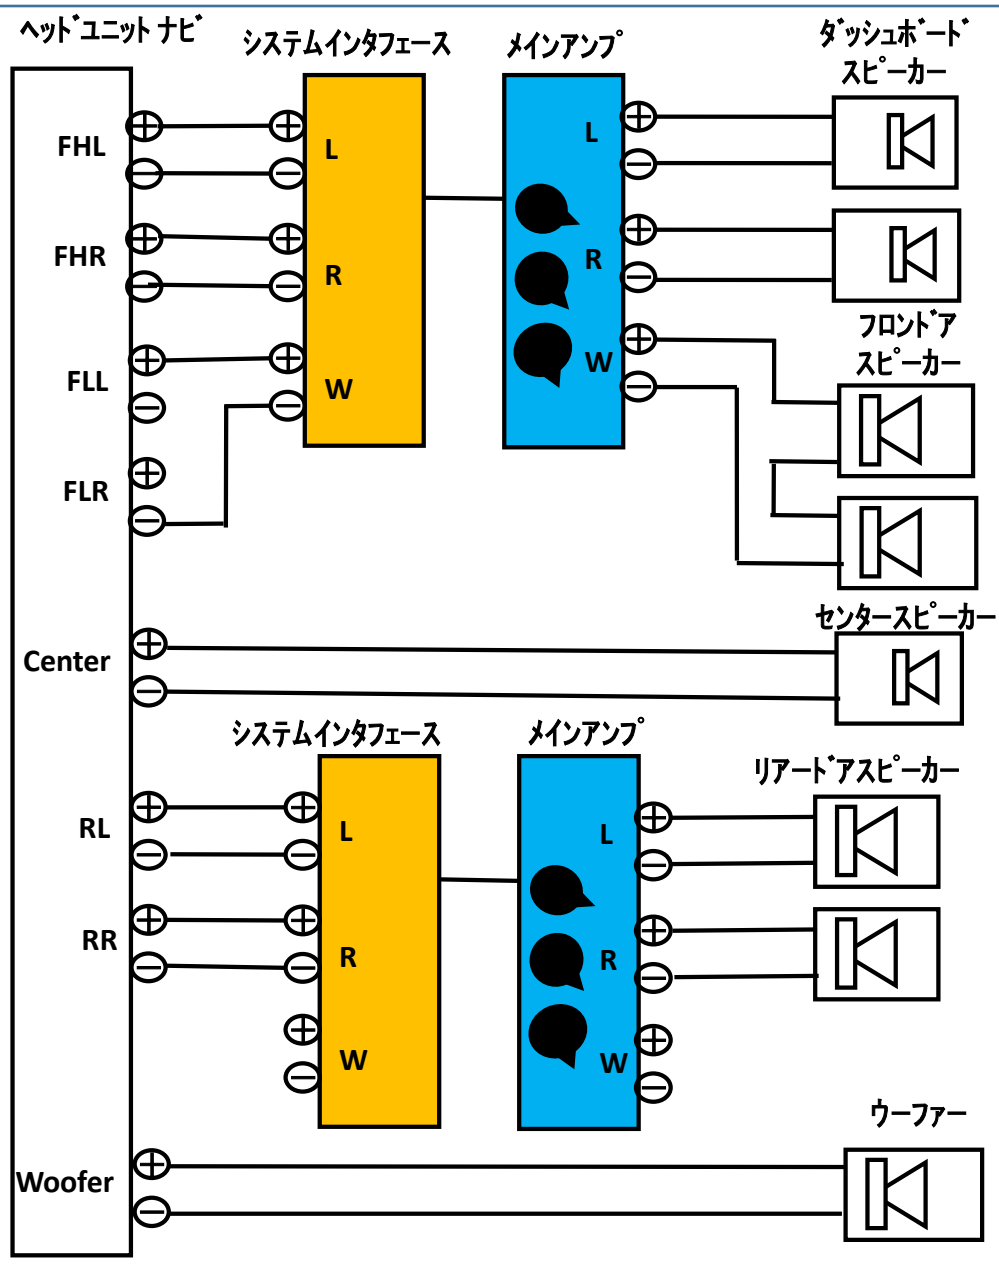 ヘッドユニット ナビ
システムインタフェース
メインアンプ
ダッシュボード
スピーカー
FHL
L
L
FHR
R
R
フロンドア
スピーカー
FLL
W
W
FLR
センタースピーカー
Center
システムインタフェース
メインアンプ
リアードアスピーカー
RL
L
L
RR
R
R
W
W
ウーファー
Woofer